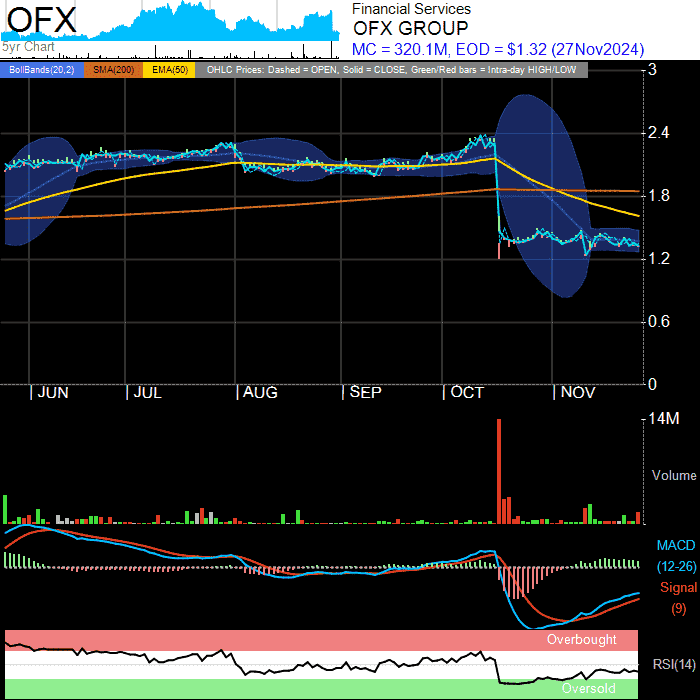 OFX
5yr Chart
Financial Services
OFX GROUP
MC = 320.1M, EOD = $1.32 (27Nov2024)
BollBands(20,2) SMA(200) EMA(50) OHLC Prices: Dashed = OPEN, Solid = CLOSE, Green/Red bars = Intra-day HIGH/LOW
3
2.4
1.8
1.2
0.6
0
JUN JUL AUG SEP OCT NOV
14M
Volume
MACD
(12-26)
Signal
(9)
Overbought
RSI(14)
Oversold